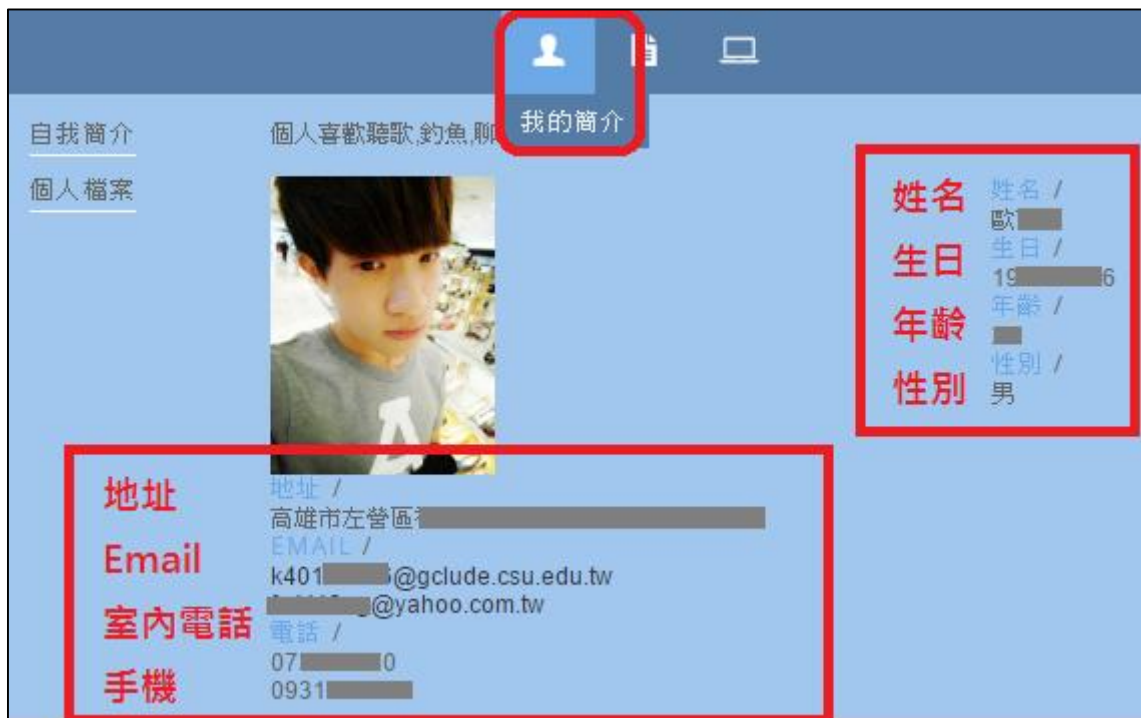 我的簡介
自我簡介
個人喜歡聽歌,釣魚,聊
個人檔案
姓名
姓名 /
歐
生日
生日 /
19 6
年齡
年齡 /
性別
性別 /
男
地址
地址 /
高雄市左營區
Email
EMAIL /
k401 @gclude.csu.edu.tw
@yahoo.com.tw
室內電話
電話 /
07 0
手機
0931